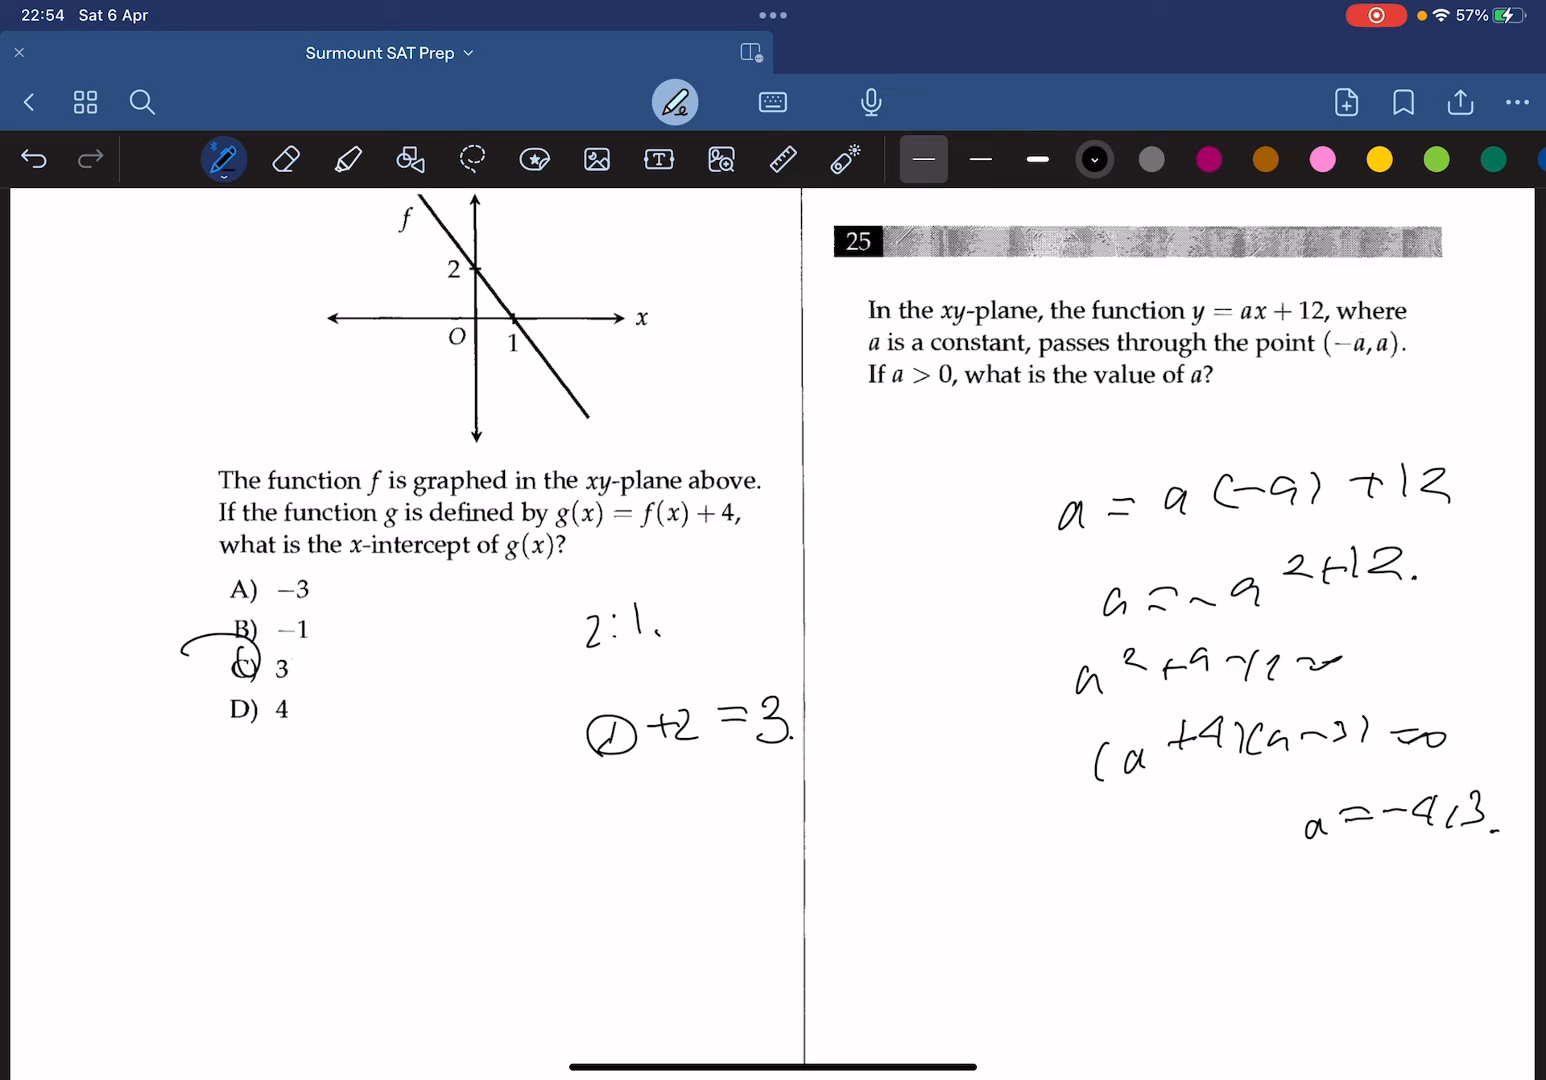 22:54 Sat 6 Apr
57%
Surmount SAT Prep
T
f
2
x
O
1
The function f is graphed in the xy-plane above.
If the function g is defined by g(x) = f(x) + 4,
what is the x-intercept of g(x)?
A) −3
B) −1
C) 3
D) 4
2:1.
1 +2 = 3.
25
In the xy-plane, the function y = ax + 12, where
a is a constant, passes through the point (−a, a).
If a > 0, what is the value of a?
a = a (-a) + 12
a = -a² + 12.
a² + a - 12 = 0
(a + 4)(a - 3) = 0
a = -4, 3.